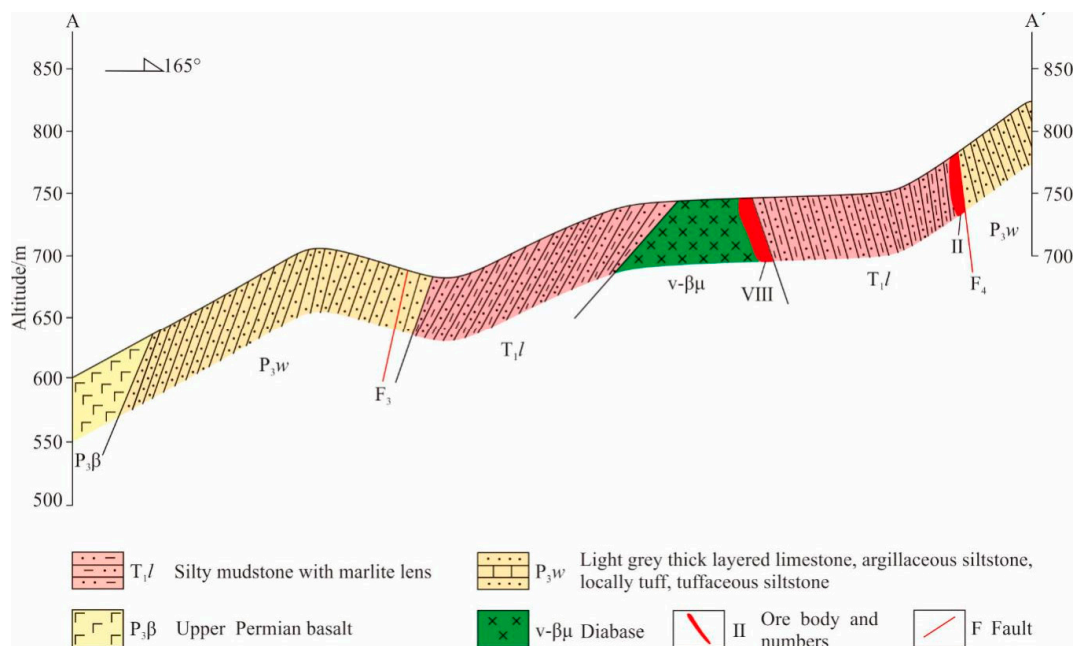 A A′
165°
850 850
800 800
750 750
700 700
650
600
550
500
Altitude/m
P₃β
P₃w
F₃
T₁l
ν-βμ
VIII
T₁l
II
F₄
P₃w
T₁l Silty mudstone with marlite lens
P₃w Light grey thick layered limestone, argillaceous siltstone,
locally tuff, tuffaceous siltstone
P₃β Upper Permian basalt
ν-βμ Diabase
II Ore body and
numbers
F Fault